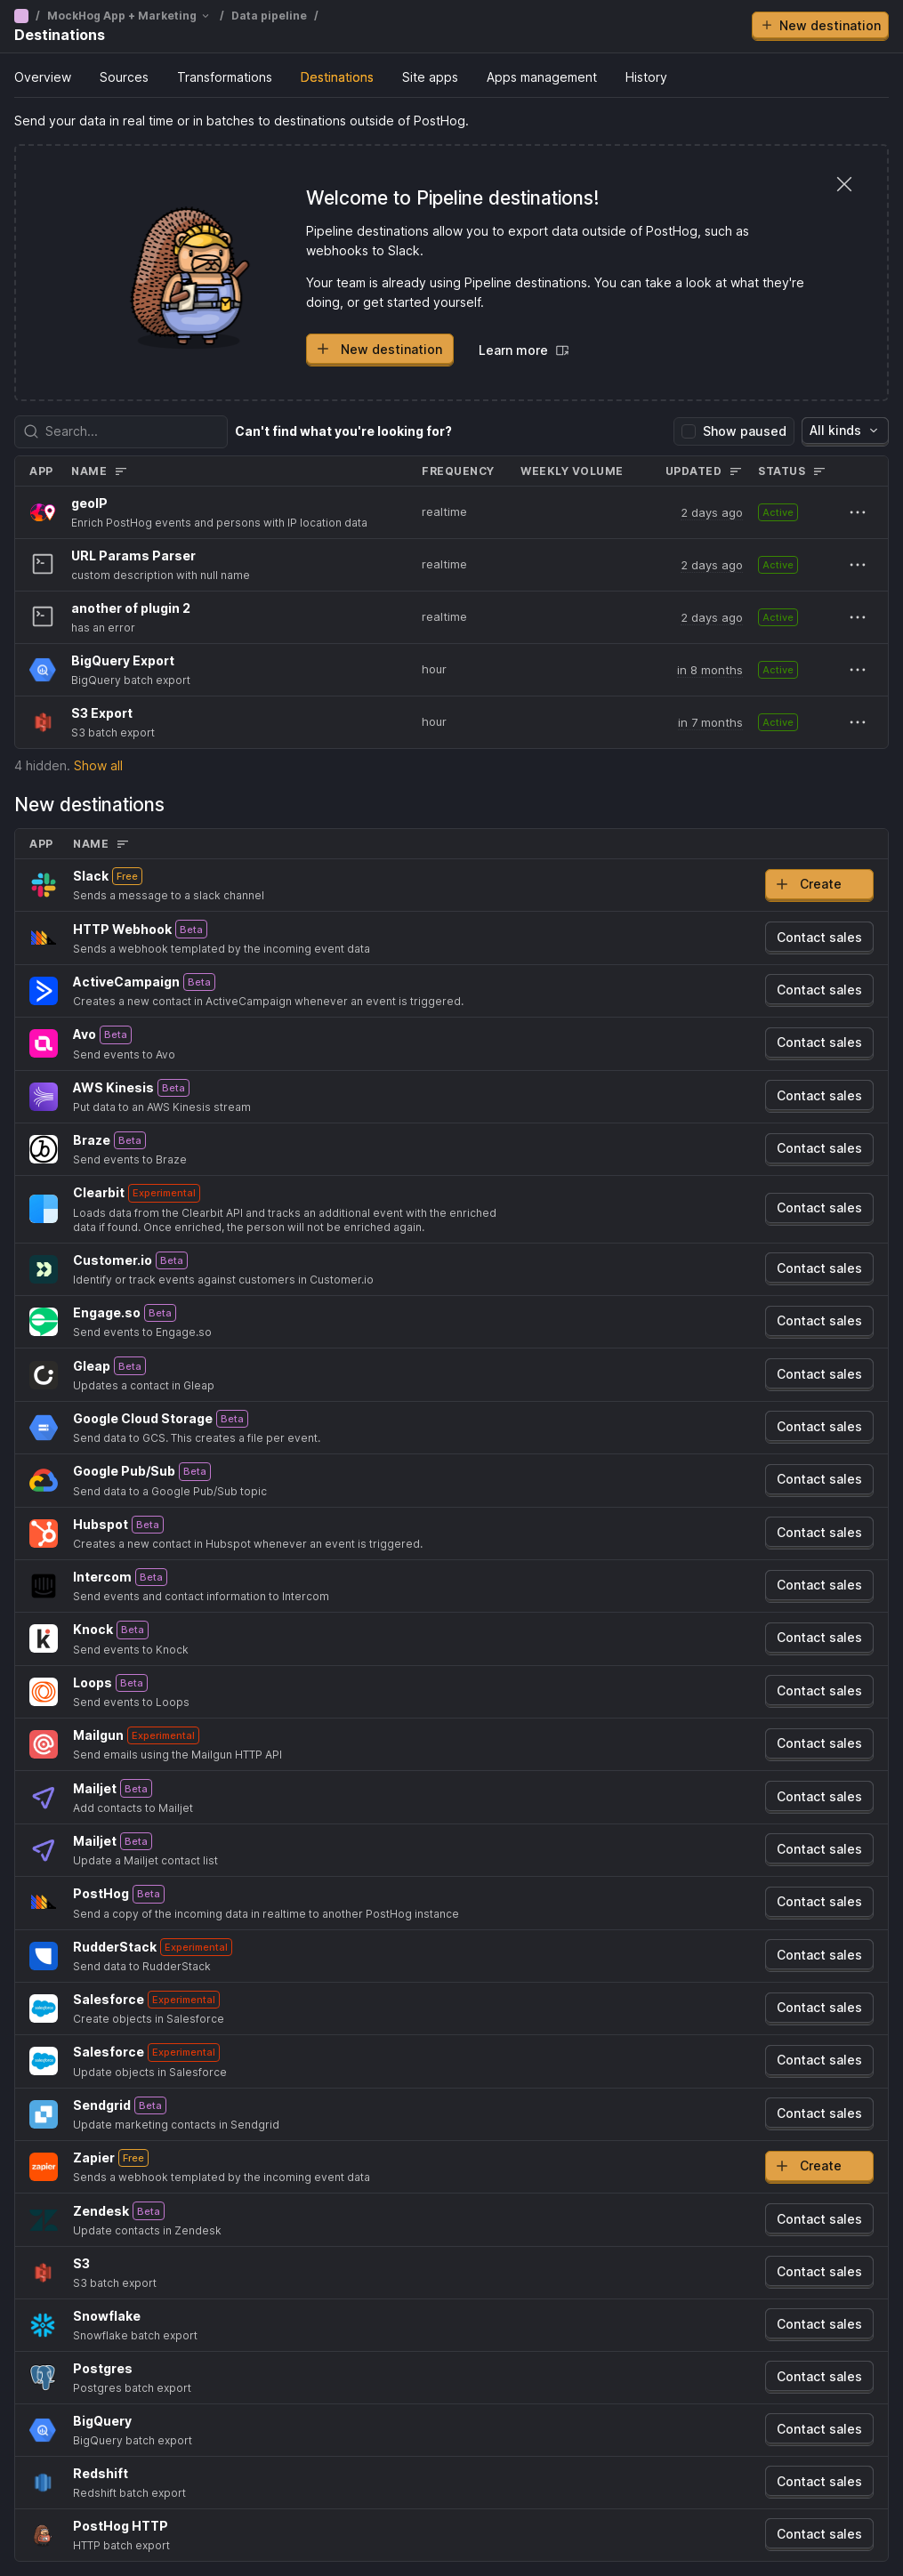 / MockHog App + Marketing / Data pipeline /
Destinations
New destination
Overview Sources Transformations Destinations Site apps Apps management History
Send your data in real time or in batches to destinations outside of PostHog.
Welcome to Pipeline destinations!
Pipeline destinations allow you to export data outside of PostHog, such as
webhooks to Slack.
Your team is already using Pipeline destinations. You can take a look at what they're
doing, or get started yourself.
New destination Learn more
Search... Can't find what you're looking for? Show paused All kinds
APP NAME FREQUENCY WEEKLY VOLUME UPDATED STATUS
geoIP
Enrich PostHog events and persons with IP location data
realtime 2 days ago Active
URL Params Parser
custom description with null name
realtime 2 days ago Active
another of plugin 2
has an error
realtime 2 days ago Active
BigQuery Export
BigQuery batch export
hour in 8 months Active
S3 Export
S3 batch export
hour in 7 months Active
4 hidden. Show all
New destinations
APP NAME
Slack Free
Sends a message to a slack channel
Create
HTTP Webhook Beta
Sends a webhook templated by the incoming event data
Contact sales
ActiveCampaign Beta
Creates a new contact in ActiveCampaign whenever an event is triggered.
Contact sales
Avo Beta
Send events to Avo
Contact sales
AWS Kinesis Beta
Put data to an AWS Kinesis stream
Contact sales
Braze Beta
Send events to Braze
Contact sales
Clearbit Experimental
Loads data from the Clearbit API and tracks an additional event with the enriched
data if found. Once enriched, the person will not be enriched again.
Contact sales
Customer.io Beta
Identify or track events against customers in Customer.io
Contact sales
Engage.so Beta
Send events to Engage.so
Contact sales
Gleap Beta
Updates a contact in Gleap
Contact sales
Google Cloud Storage Beta
Send data to GCS. This creates a file per event.
Contact sales
Google Pub/Sub Beta
Send data to a Google Pub/Sub topic
Contact sales
Hubspot Beta
Creates a new contact in Hubspot whenever an event is triggered.
Contact sales
Intercom Beta
Send events and contact information to Intercom
Contact sales
Knock Beta
Send events to Knock
Contact sales
Loops Beta
Send events to Loops
Contact sales
Mailgun Experimental
Send emails using the Mailgun HTTP API
Contact sales
Mailjet Beta
Add contacts to Mailjet
Contact sales
Mailjet Beta
Update a Mailjet contact list
Contact sales
PostHog Beta
Send a copy of the incoming data in realtime to another PostHog instance
Contact sales
RudderStack Experimental
Send data to RudderStack
Contact sales
salesforce
Salesforce Experimental
Create objects in Salesforce
Contact sales
salesforce
Salesforce Experimental
Update objects in Salesforce
Contact sales
Sendgrid Beta
Update marketing contacts in Sendgrid
Contact sales
zapier
Zapier Free
Sends a webhook templated by the incoming event data
Create
Zendesk Beta
Update contacts in Zendesk
Contact sales
S3
S3 batch export
Contact sales
Snowflake
Snowflake batch export
Contact sales
Postgres
Postgres batch export
Contact sales
BigQuery
BigQuery batch export
Contact sales
Redshift
Redshift batch export
Contact sales
PostHog HTTP
HTTP batch export
Contact sales